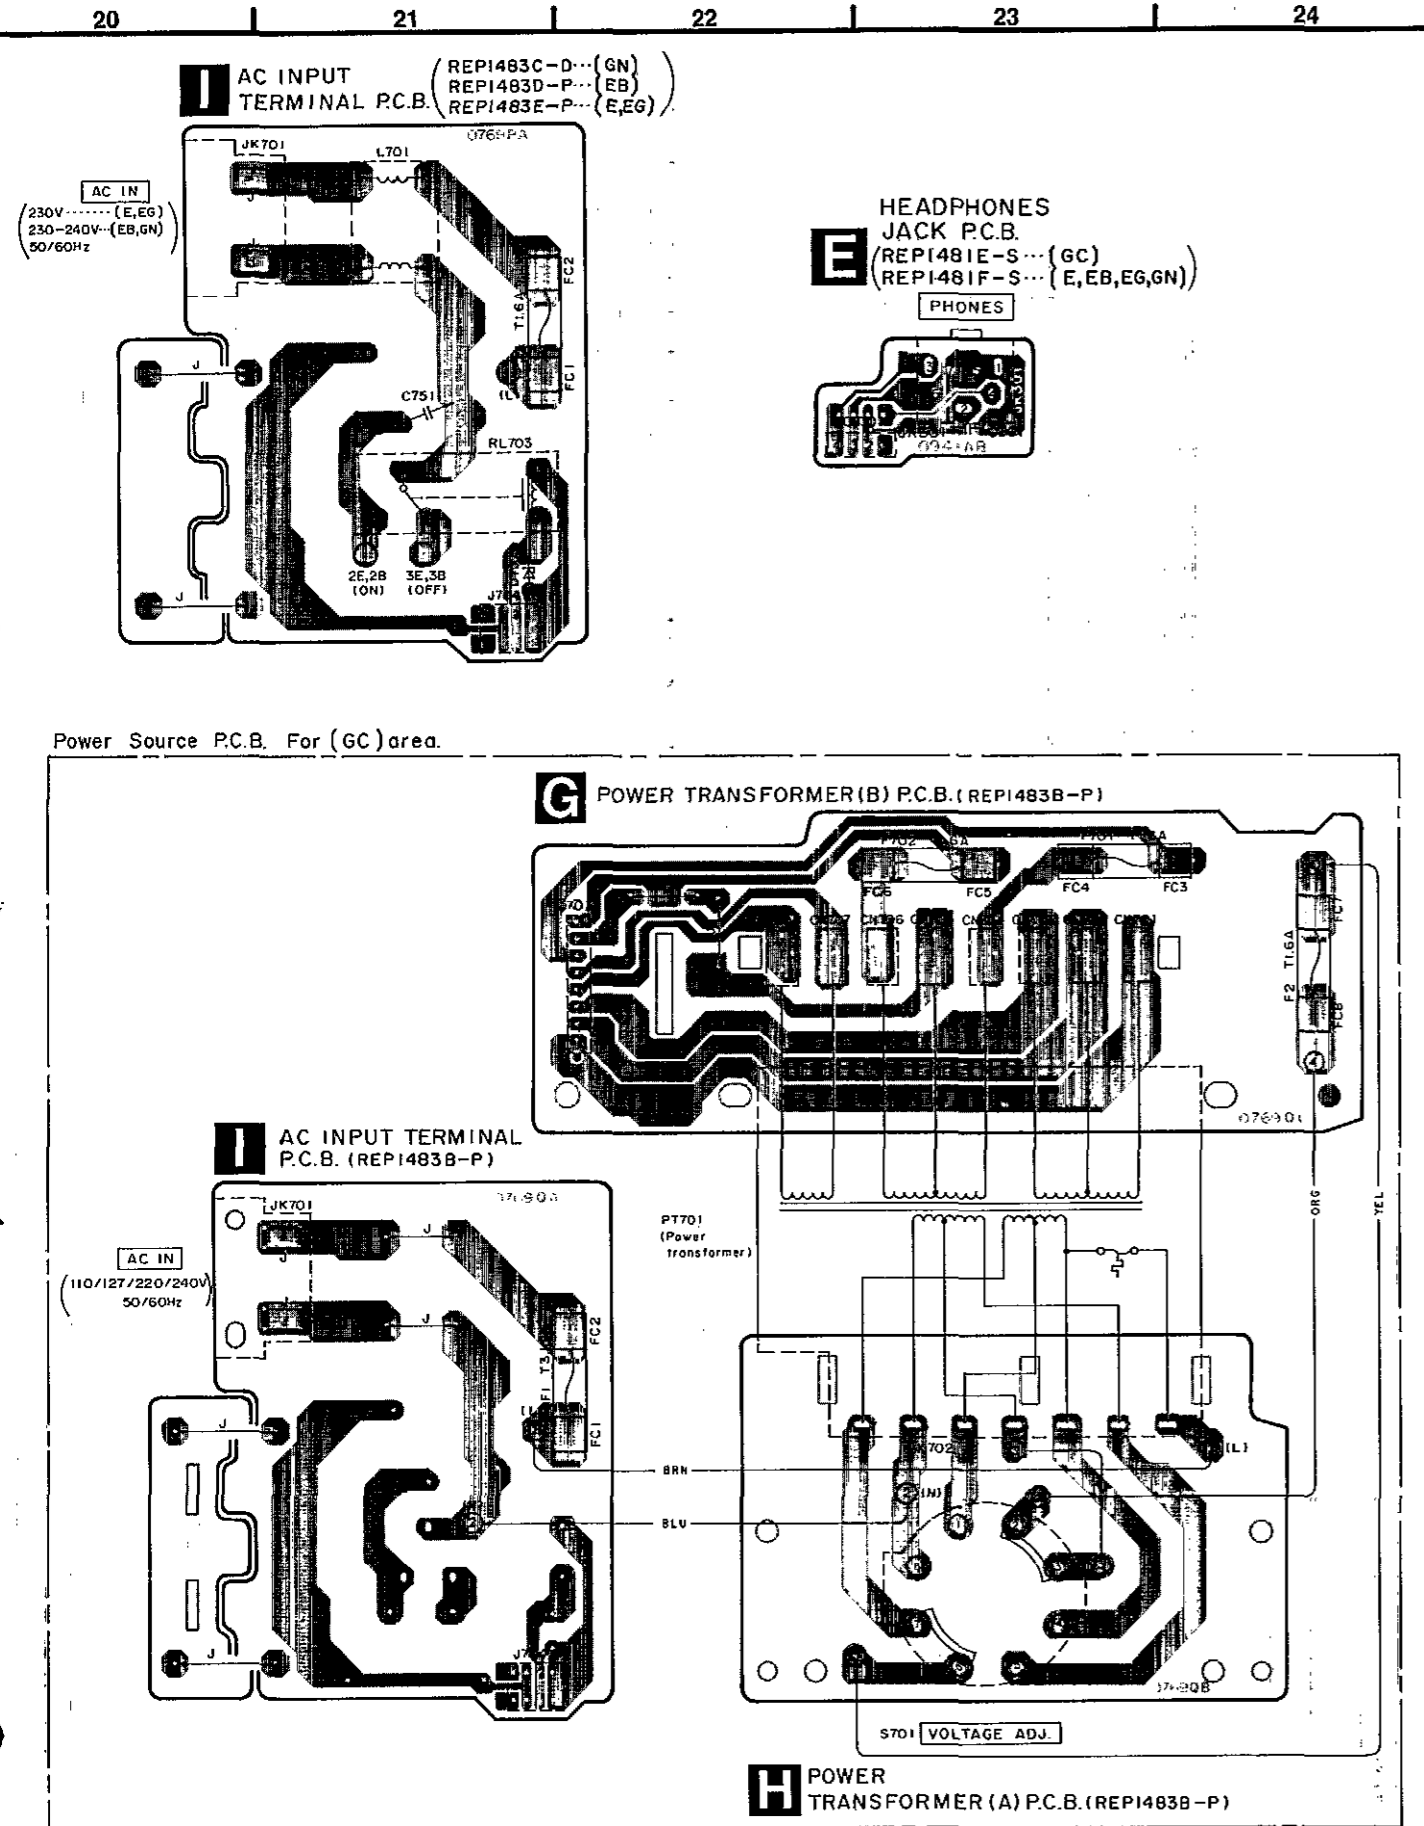 20 21 22 23 24
I AC INPUT
TERMINAL P.C.B.
REP1483C-D···(GN)
REP1483D-P···(EB)
REP1483E-P···(E,EG)
JK701
L701
AC IN
230V·······(E,EG)
230-240V··(EB,GN)
50/60Hz
J
FC2
T1.6A
FC1
(L)
J
C751
RL703
2E,2B
(ON)
3E,3B
(OFF)
J
E HEADPHONES
JACK P.C.B.
REP1481E-S···(GC)
REP1481F-S···(E,EB,EG,GN)
PHONES
Power Source P.C.B. For (GC) area.
G POWER TRANSFORMER(B) P.C.B.(REP1483B-P)
FC6
FC5
FC4
FC3
FC7
F2 T1.6A
FC8
4
ORG
YEL
I AC INPUT TERMINAL
P.C.B. (REP1483B-P)
JK701
AC IN
110/127/220/240V
50/60Hz
J
J
J
FC2
FC1
J
J
PT701
(Power
transformer)
BRN
BLU
(L)
(N)
1
S701 VOLTAGE ADJ.
H POWER
TRANSFORMER (A) P.C.B. (REP1483B-P)